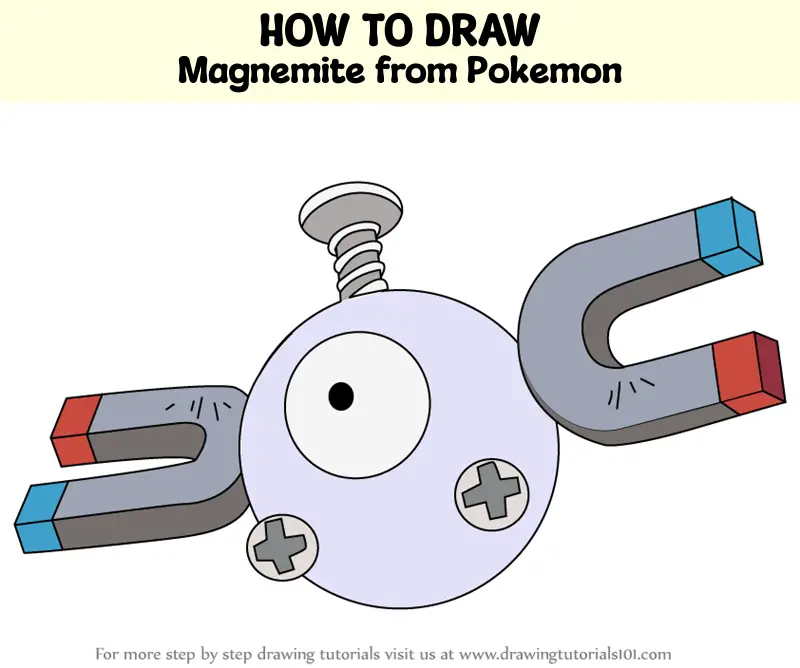 HOW TO DRAW
Magnemite from Pokemon
For more step by step drawing tutorials visit us at www.drawingtutorials101.com